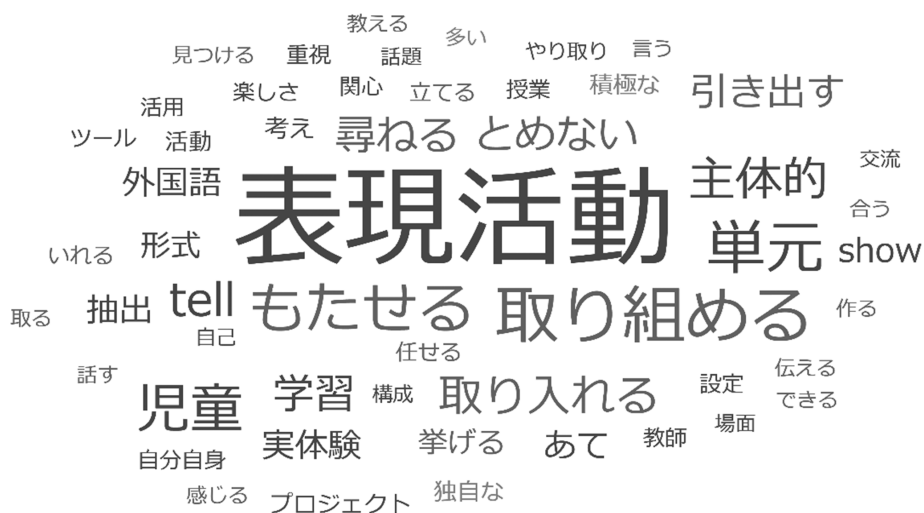 教える
見つける 重視 話題 多い やり取り 言う
活用 楽しさ 関心 立てる 授業 積極な 引き出す
ツール 活動 考え 尋ねる とめない
外国語 表現活動 主体的 交流
いれる 形式 単元 show 合う
取る 抽出 tell もたせる 取り組める 作る
自己 任せる
話す 児童 学習 構成 取り入れる 設定 伝える できる
自分自身 実体験 挙げる あて 教師 場面
感じる プロジェクト 独自な